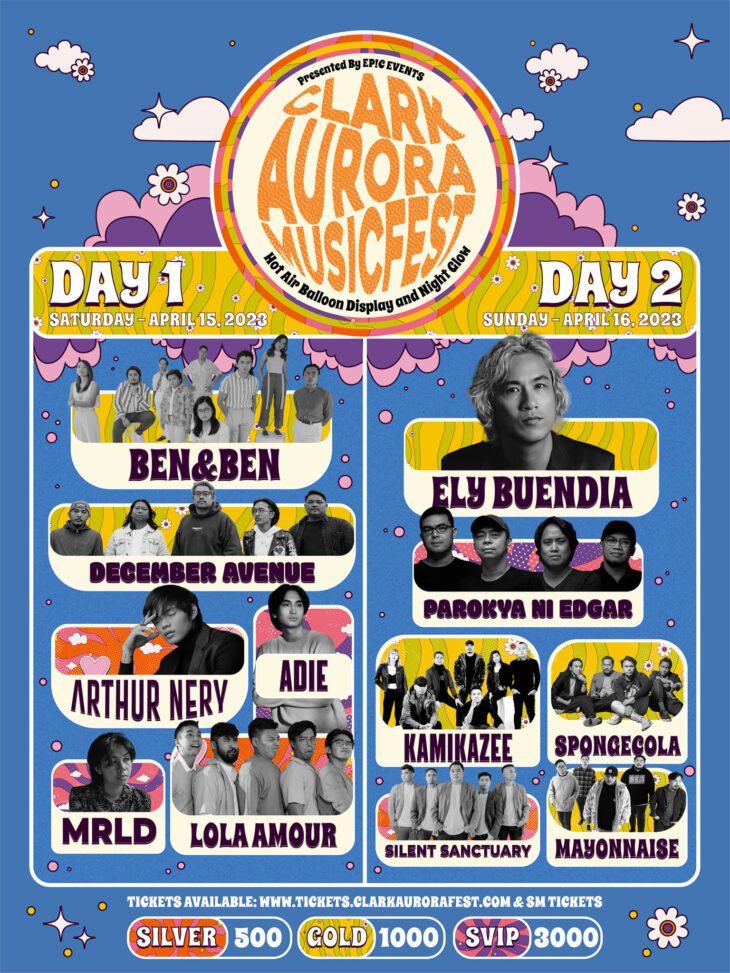 Presented By EPIC EVENTS
CLARK
AURORA
MUSICFEST
Hot Air Balloon Display and Night Glow
DAY 1
SATURDAY - APRIL 15, 2023
DAY 2
SUNDAY - APRIL 16, 2023
BEN&BEN
DECEMBER AVENUE
ARTHUR NERY
ADIE
MRLD
LOLA AMOUR
ELY BUENDIA
PAROKYA NI EDGAR
KAMIKAZEE
SPONGECOLA
SILENT SANCTUARY
MAYONNAISE
TICKETS AVAILABLE: WWW.TICKETS.CLARKAURORAFEST.COM & SM TICKETS
SILVER 500 GOLD 1000 SVIP 3000